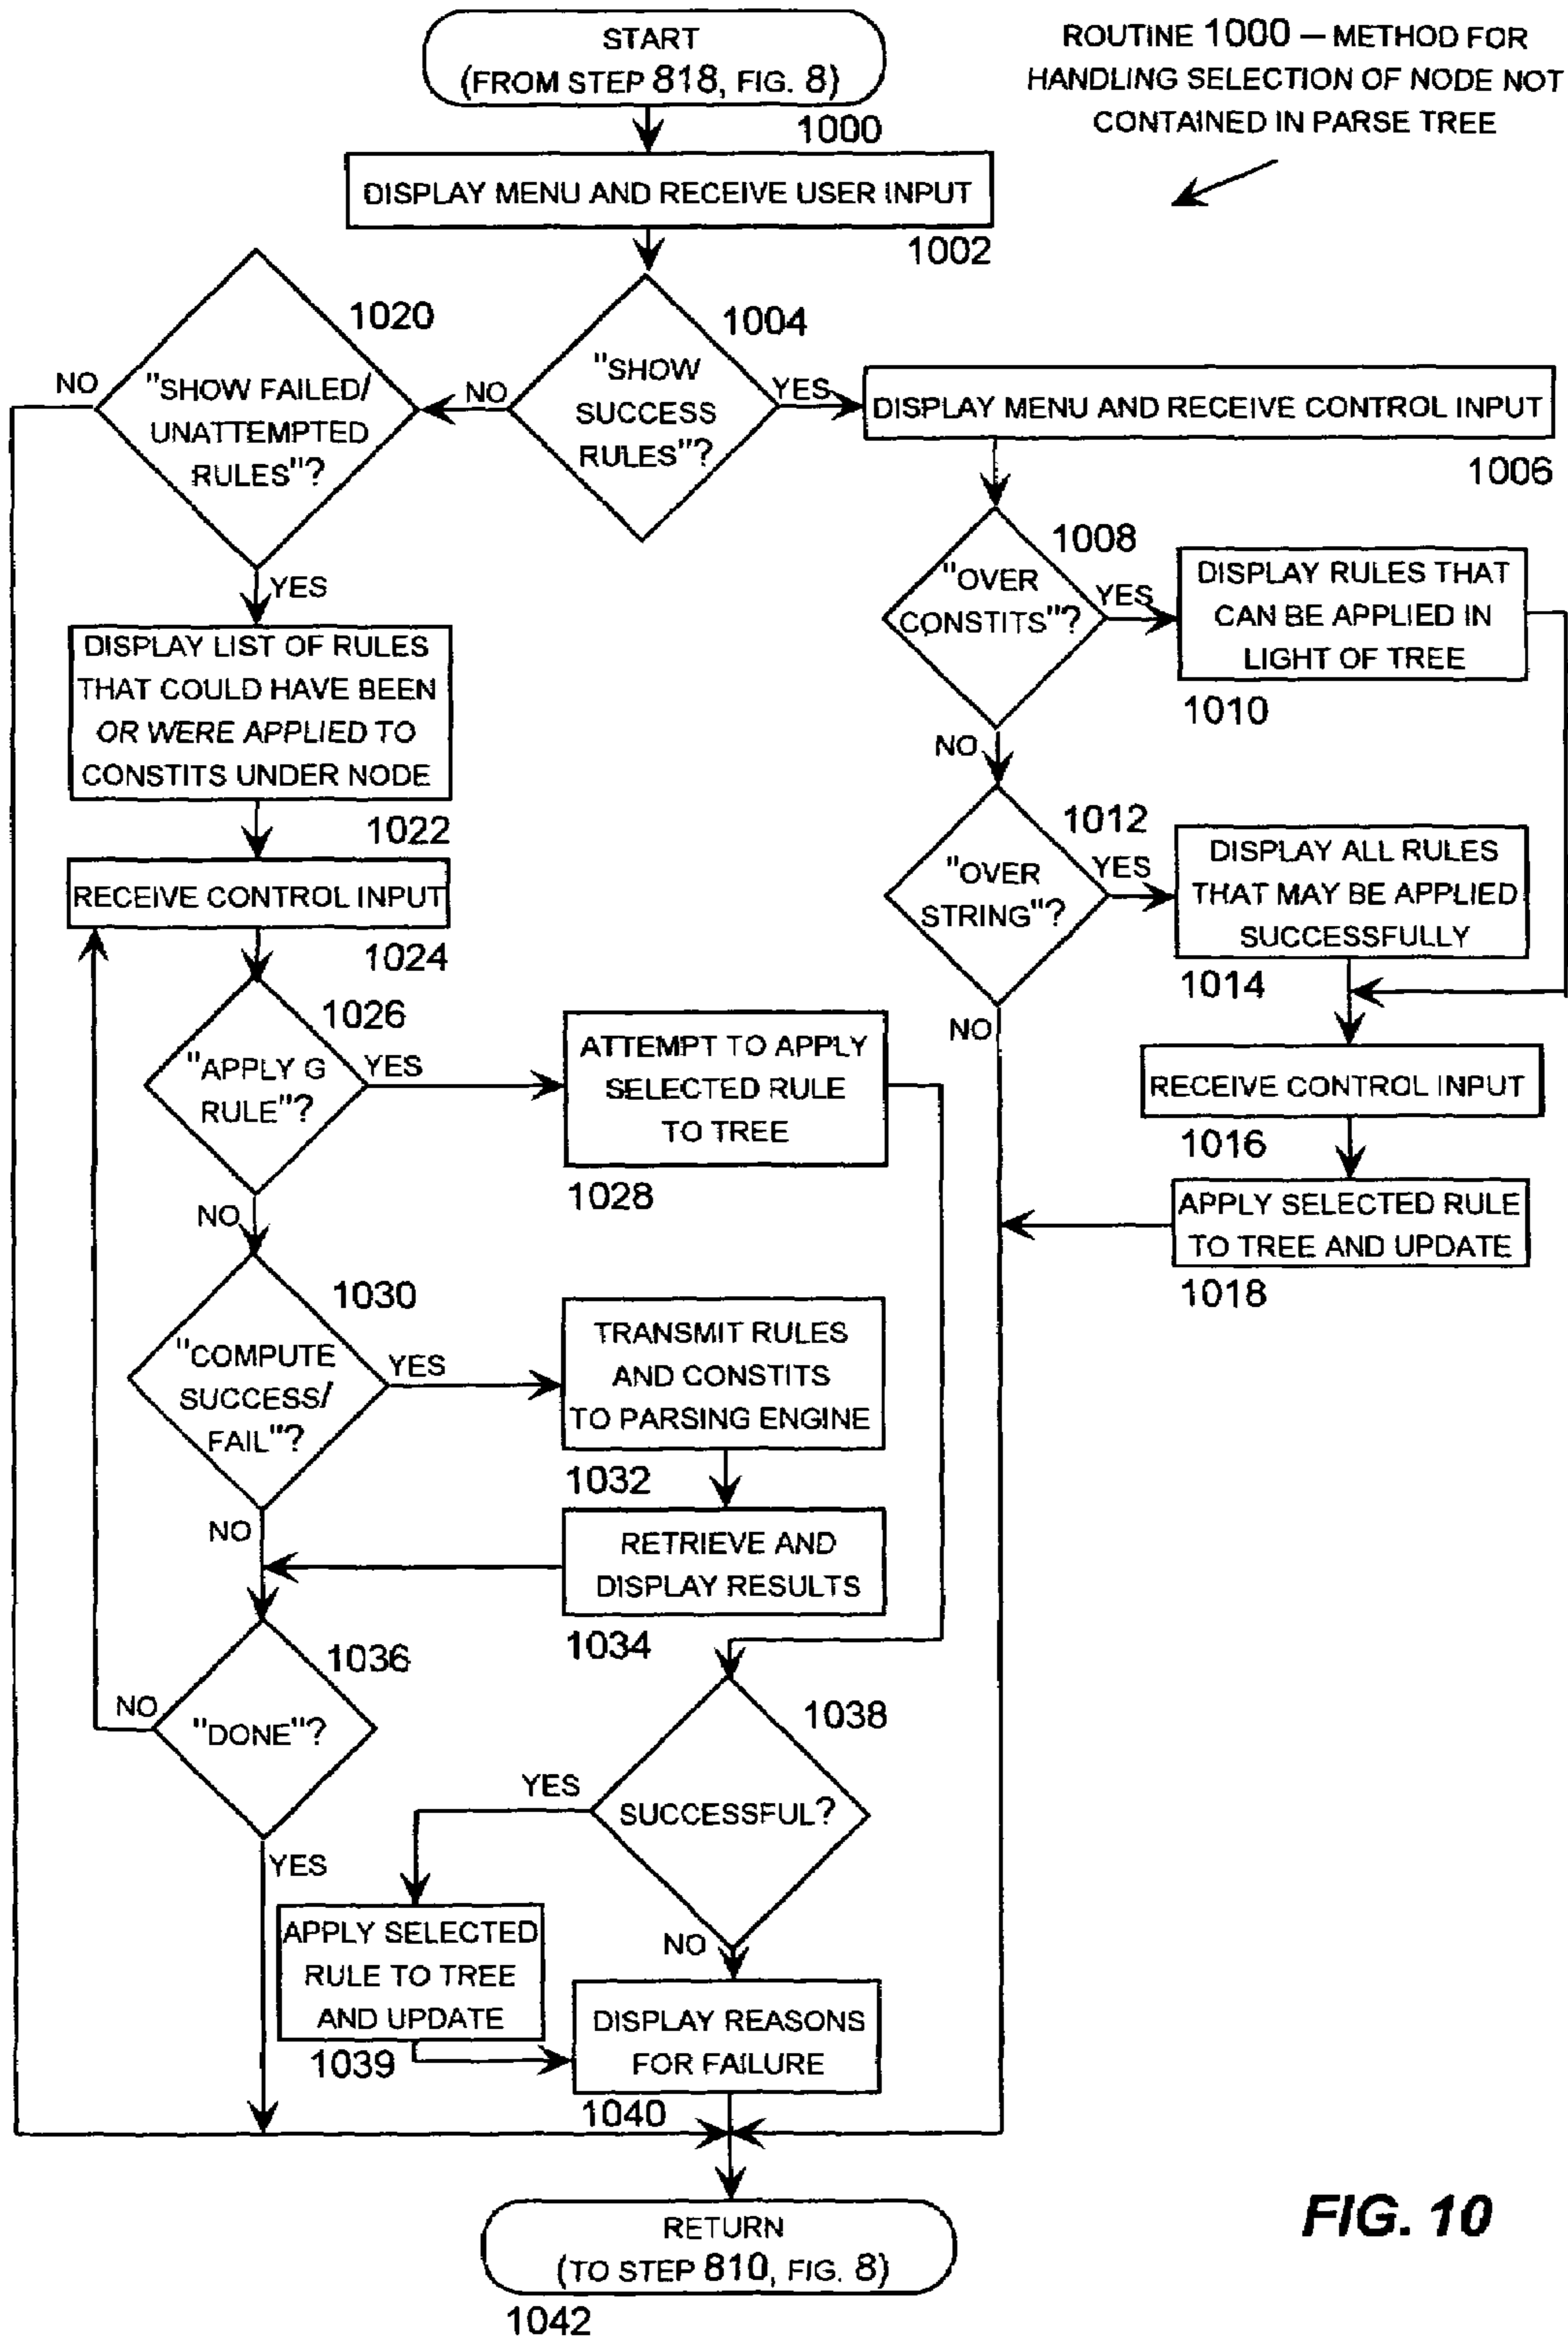 START
(FROM STEP 818, FIG. 8)
1000
ROUTINE 1000 – METHOD FOR
HANDLING SELECTION OF NODE NOT
CONTAINED IN PARSE TREE
DISPLAY MENU AND RECEIVE USER INPUT
1002
1004
"SHOW
SUCCESS
RULES"?
NO
YES
1020
"SHOW FAILED/
UNATTEMPTED
RULES"?
NO
YES
DISPLAY MENU AND RECEIVE CONTROL INPUT
1006
1008
"OVER
CONSTITS"?
YES
NO
DISPLAY RULES THAT
CAN BE APPLIED IN
LIGHT OF TREE
1010
1012
"OVER
STRING"?
YES
NO
DISPLAY ALL RULES
THAT MAY BE APPLIED
SUCCESSFULLY
1014
RECEIVE CONTROL INPUT
1016
APPLY SELECTED RULE
TO TREE AND UPDATE
1018
DISPLAY LIST OF RULES
THAT COULD HAVE BEEN
OR WERE APPLIED TO
CONSTITS UNDER NODE
1022
RECEIVE CONTROL INPUT
1024
1026
"APPLY G
RULE"?
YES
NO
ATTEMPT TO APPLY
SELECTED RULE
TO TREE
1028
1030
"COMPUTE
SUCCESS/
FAIL"?
YES
NO
TRANSMIT RULES
AND CONSTITS
TO PARSING ENGINE
1032
RETRIEVE AND
DISPLAY RESULTS
1034
1036
"DONE"?
NO
YES
1038
SUCCESSFUL?
YES
NO
APPLY SELECTED
RULE TO TREE
AND UPDATE
1039
DISPLAY REASONS
FOR FAILURE
1040
RETURN
(TO STEP 810, FIG. 8)
1042
FIG. 10